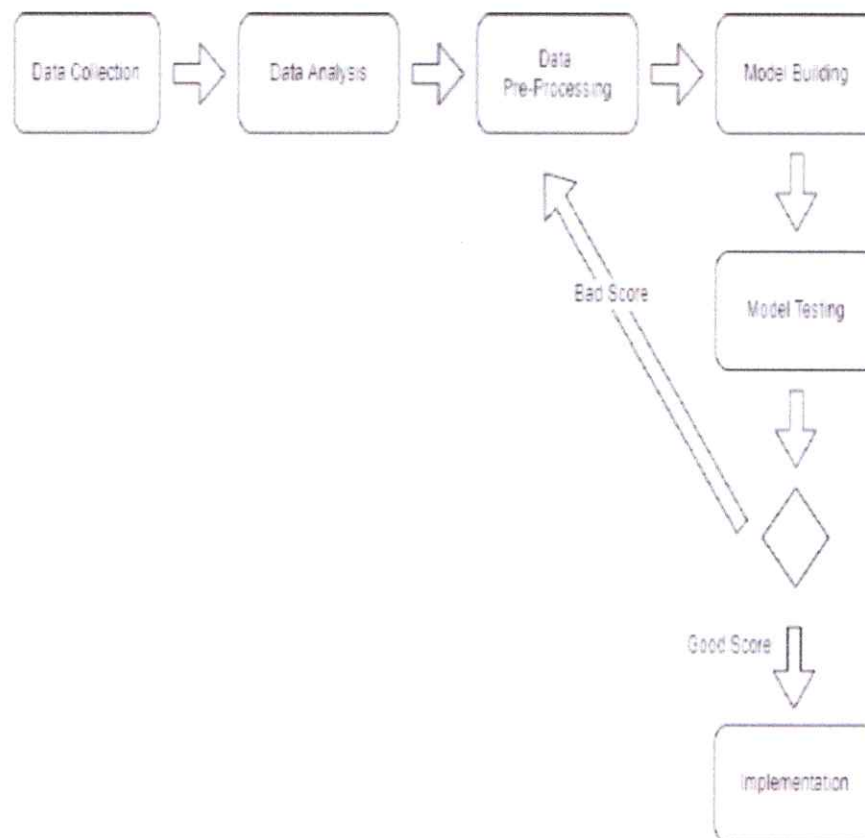 Data Collection
Data Analysis
Data
Pre-Processing
Model Building
Bad Score
Model Testing
Good Score
Implementation